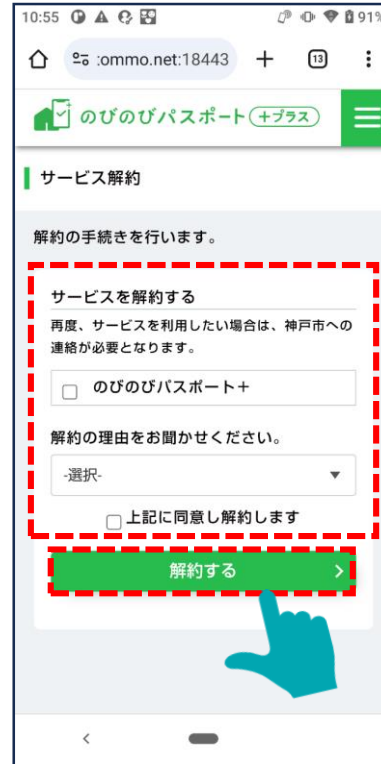 10:55
91%
:ommo.net:18443
13
のびのびパスポート +プラス
サービス解約
解約の手続きを行います。
サービスを解約する
再度、サービスを利用したい場合は、神戸市への
連絡が必要となります。
のびのびパスポート+
解約の理由をお聞かせください。
-選択-
上記に同意し解約します
解約する